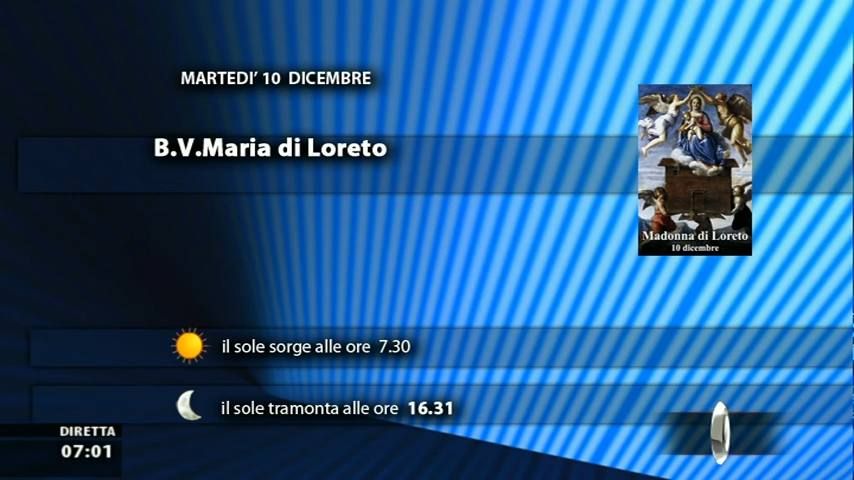 MARTEDI’ 10 DICEMBRE
B.V.Maria di Loreto
Madonna di Loreto
10 dicembre
il sole sorge alle ore 7.30
il sole tramonta alle ore 16.31
DIRETTA
07:01